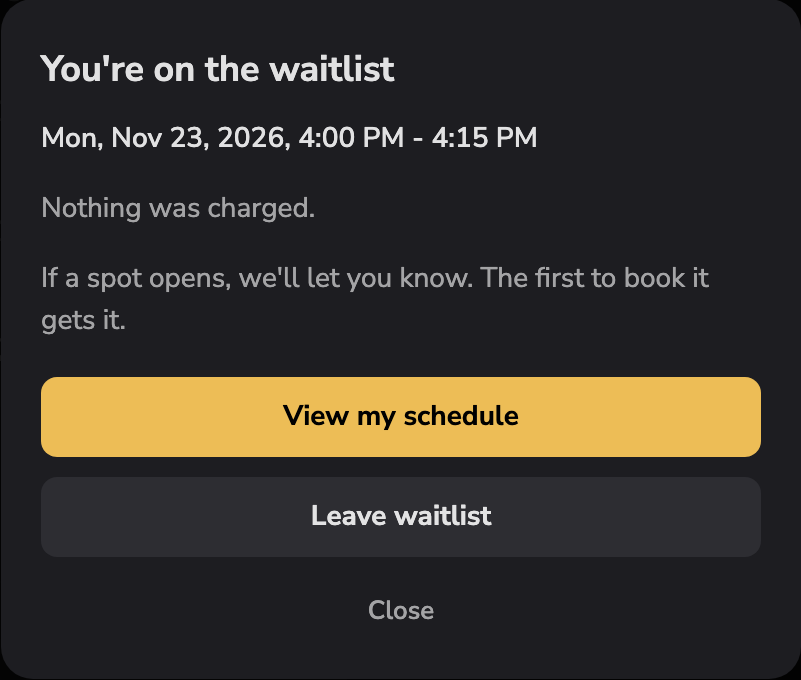 You're on the waitlist
Mon, Nov 23, 2026, 4:00 PM - 4:15 PM
Nothing was charged.
If a spot opens, we'll let you know. The first to book it
gets it.
View my schedule
Leave waitlist
Close